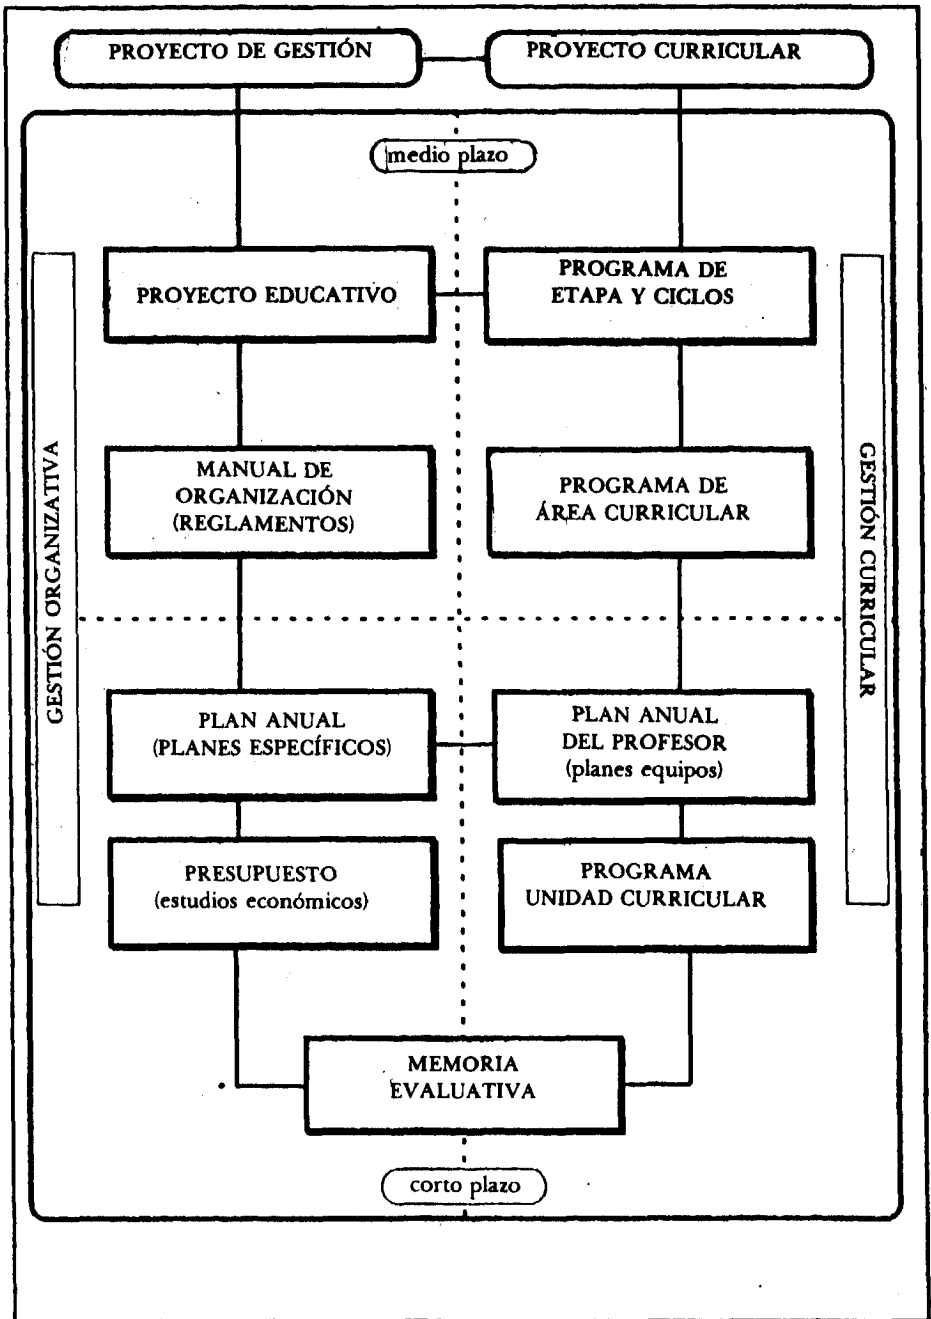 PROYECTO DE GESTIÓN
PROYECTO CURRICULAR
medio plazo
PROYECTO EDUCATIVO
PROGRAMA DE
ETAPA Y CICLOS
GESTIÓN ORGANIZATIVA
GESTIÓN CURRICULAR
MANUAL DE
ORGANIZACIÓN
(REGLAMENTOS)
PROGRAMA DE
ÁREA CURRICULAR
PLAN ANUAL
(PLANES ESPECÍFICOS)
PLAN ANUAL
DEL PROFESOR
(planes equipos)
PRESUPUESTO
(estudios económicos)
PROGRAMA
UNIDAD CURRICULAR
MEMORIA
EVALUATIVA
corto plazo